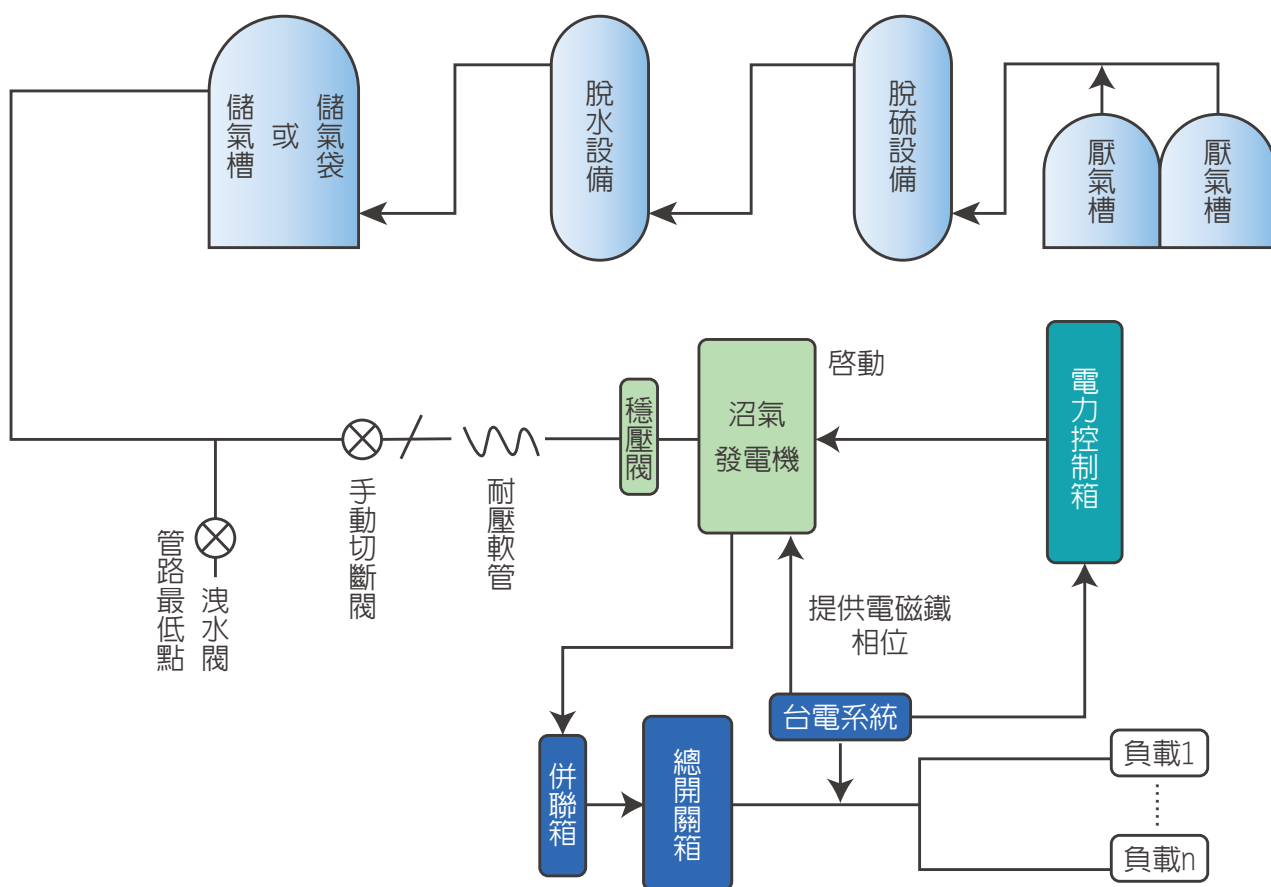 儲氣槽
或
儲氣袋
脫水設備
脫硫設備
厭氣槽
厭氣槽
手動切斷閥
管路最低點
洩水閥
耐壓軟管
穩壓閥
沼氣
發電機
啓動
電力控制箱
提供電磁鐵
相位
台電系統
併聯箱
總開關箱
負載1
負載n